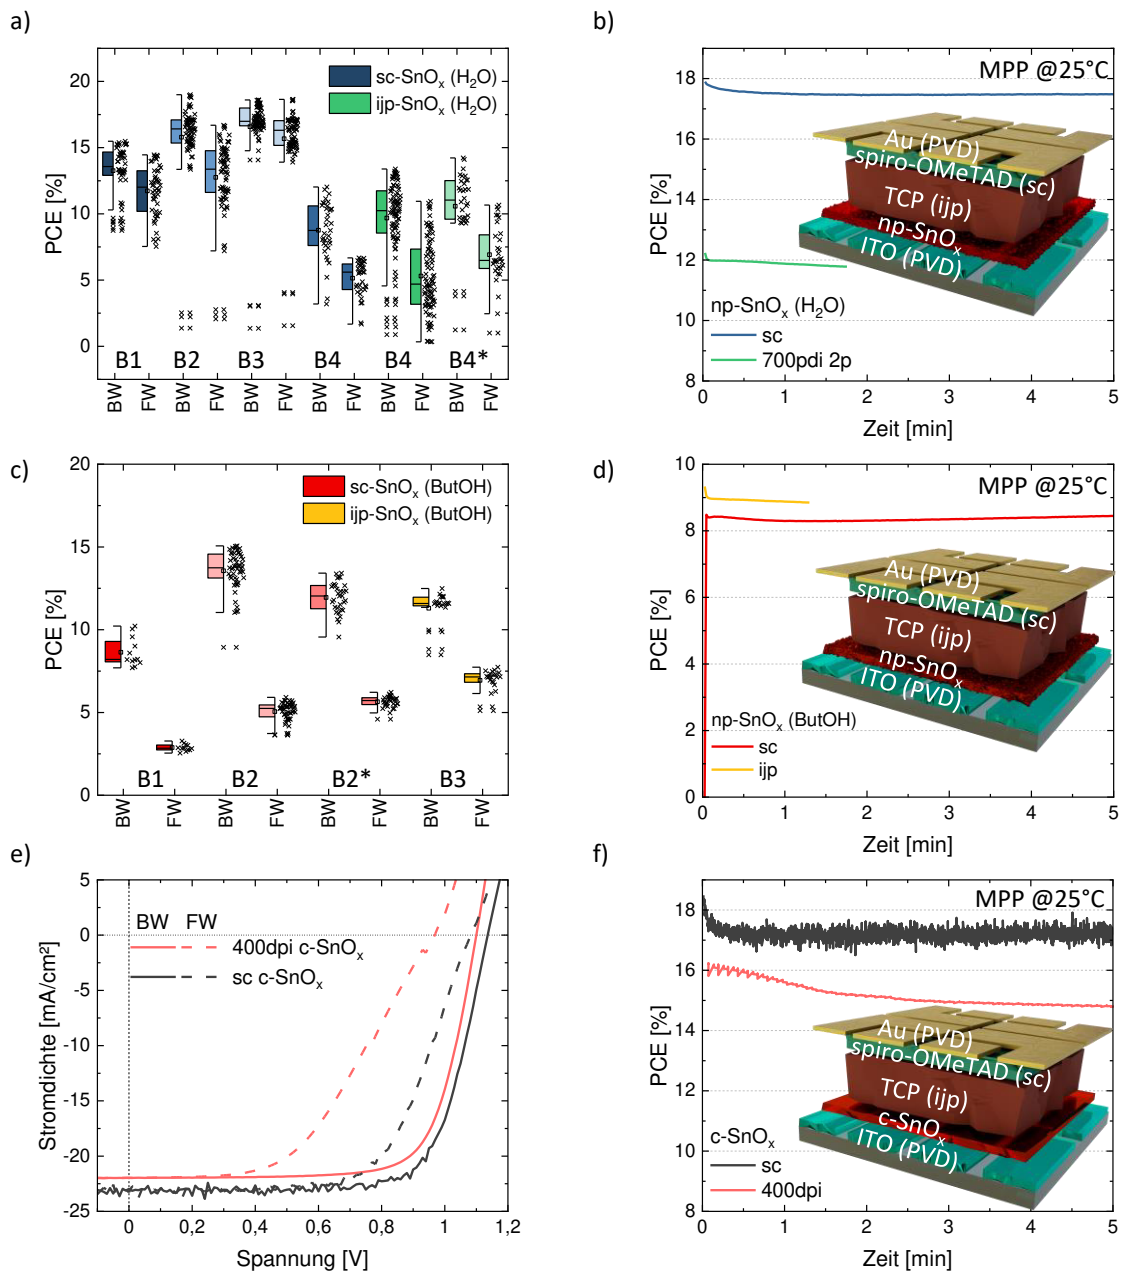 a)
20
15
10
5
0
PCE [%]
sc-SnOₓ (H₂O)
ijp-SnOₓ (H₂O)
B1 B2 B3 B4 B4 B4*
BW FW BW FW BW FW BW FW BW FW BW FW
b)
MPP @25°C
18
16
14
12
10
8
PCE [%]
Au (PVD)
spiro-OMeTAD (sc)
TCP (ijp)
np-SnOₓ
ITO (PVD)
np-SnOₓ (H₂O)
sc
700pdi 2p
0 1 2 3 4 5
Zeit [min]
c)
20
15
10
5
0
PCE [%]
sc-SnOₓ (ButOH)
ijp-SnOₓ (ButOH)
B1 B2 B2* B3
BW FW BW FW BW FW BW FW
d)
MPP @25°C
10
8
6
4
2
0
PCE [%]
Au (PVD)
spiro-OMeTAD (sc)
TCP (ijp)
np-SnOₓ
ITO (PVD)
np-SnOₓ (ButOH)
sc
ijp
0 1 2 3 4 5
Zeit [min]
e)
5
0
-5
-10
-15
-20
-25
Stromdichte [mA/cm²]
BW FW
400dpi c-SnOₓ
sc c-SnOₓ
0 0,2 0,4 0,6 0,8 1,0 1,2
Spannung [V]
f)
MPP @25°C
18
16
14
12
10
8
PCE [%]
Au (PVD)
spiro-OMeTAD (sc)
TCP (ijp)
c-SnOₓ
ITO (PVD)
c-SnOₓ
sc
400dpi
0 1 2 3 4 5
Zeit [min]